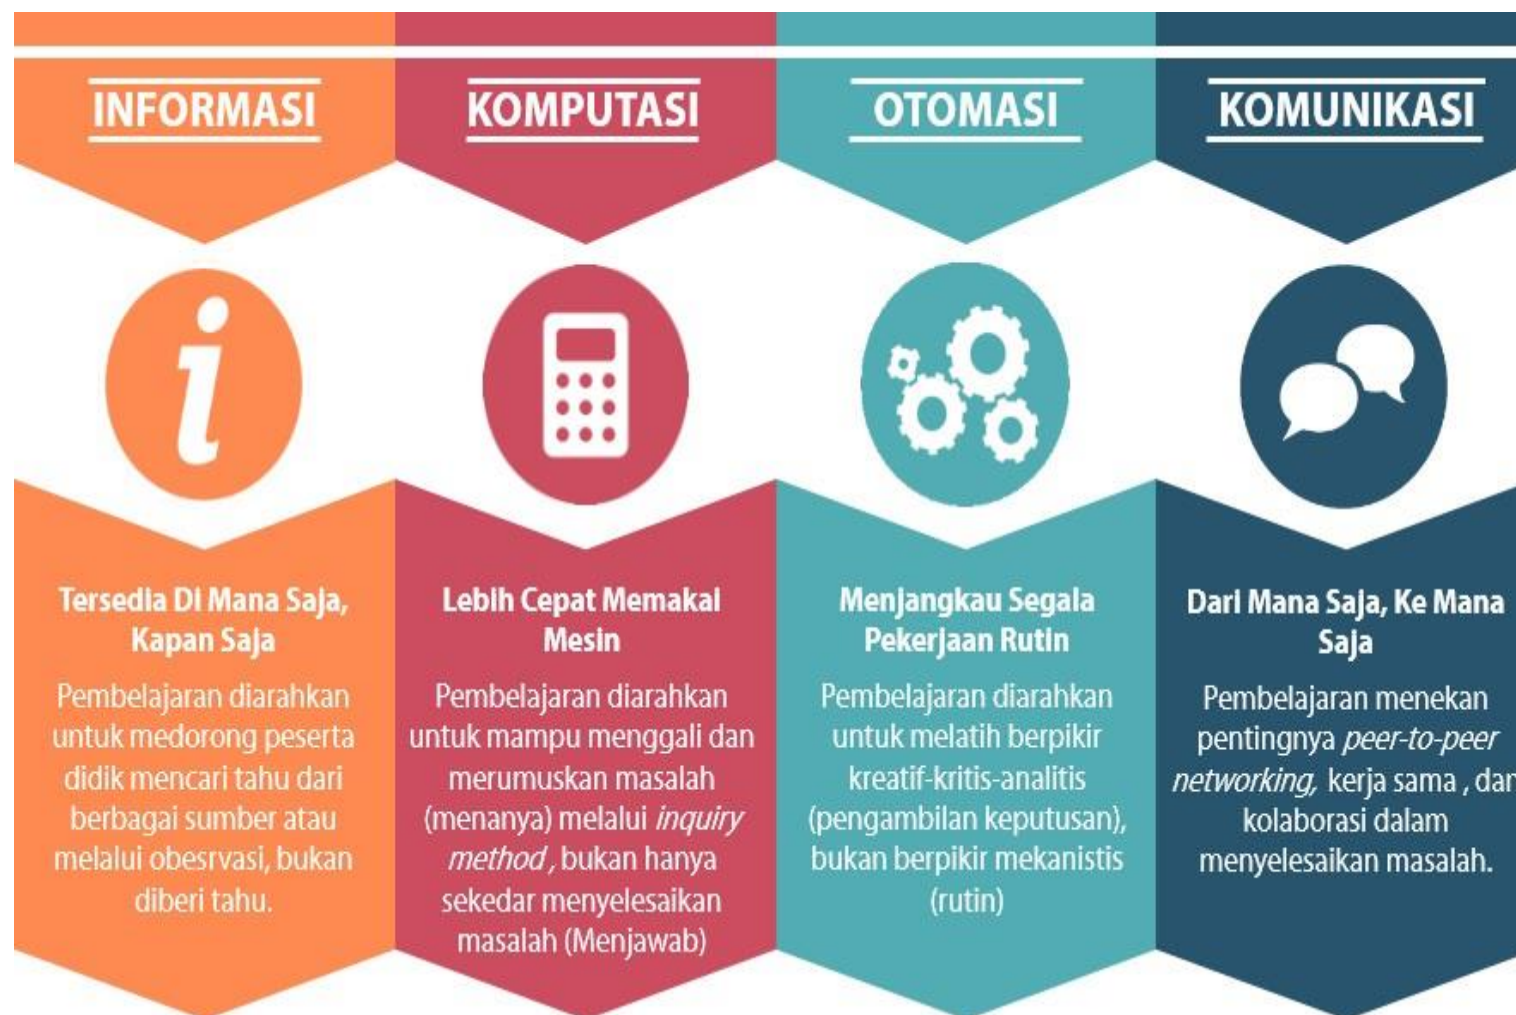 INFORMASI
Tersedia Di Mana Saja,
Kapan Saja
Pembelajaran diarahkan
untuk medorong peserta
didik mencari tahu dari
berbagai sumber atau
melalui obesrvasi, bukan
diberi tahu.
KOMPUTASI
Lebih Cepat Memakai
Mesin
Pembelajaran diarahkan
untuk mampu menggali dan
merumuskan masalah
(menanya) melalui inquiry
method, bukan hanya
sekedar menyelesaikan
masalah (Menjawab)
OTOMASI
Menjangkau Segala
Pekerjaan Rutin
Pembelajaran diarahkan
untuk melatih berpikir
kreatif-kritis-analitis
(pengambilan keputusan),
bukan berpikir mekanistis
(rutin)
KOMUNIKASI
Dari Mana Saja, Ke Mana
Saja
Pembelajaran menekan
pentingnya peer-to-peer
networking, kerja sama , dan
kolaborasi dalam
menyelesaikan masalah.